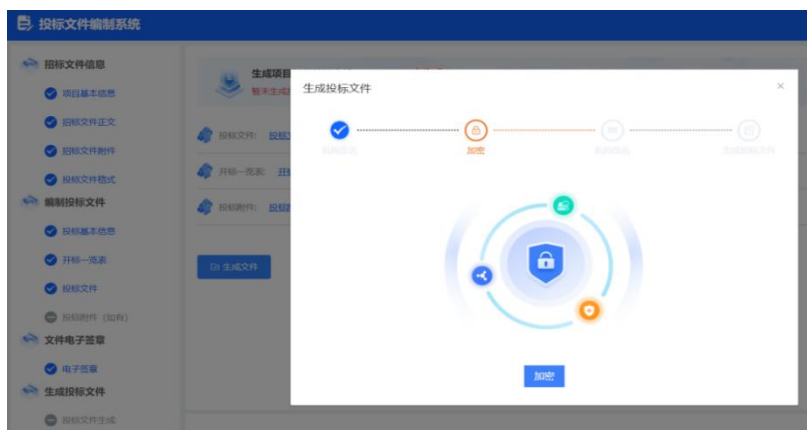 投标文件编制系统
招标文件信息
项目基本信息
招标文件正文
招标文件附件
投标文件格式
编制投标文件
投标基本信息
开标一览表
投标文件
投标附件（如有）
文件电子签章
电子签章
生成投标文件
投标文件生成
生成项目
暂未生成
投标文件：
开标一览表：
投标附件：
生成文件
生成投标文件
加密
加密